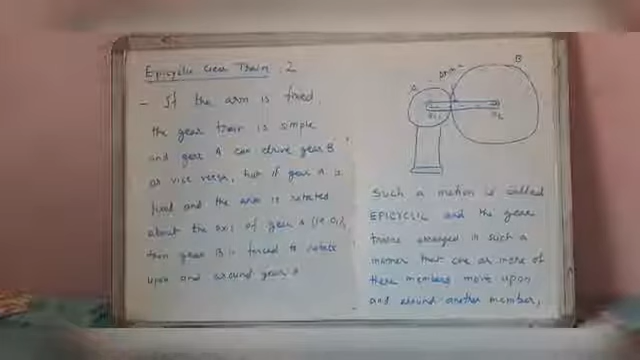 Epicyclic Gear Train : 2
- If the arm is fixed
the gear train is simple
and gear A can drive gear B
or vice versa, but if gear A is
fixed and the arm is rotated
about the axis of gear A (i.e. O1),
then gear B is forced to rotate
upon and around gear A
A
Arm
B
O1
O2
Such a motion is called
EPICYCLIC and the gear
trains arranged in such a
manner that one or more of
these members move upon
and around another member,